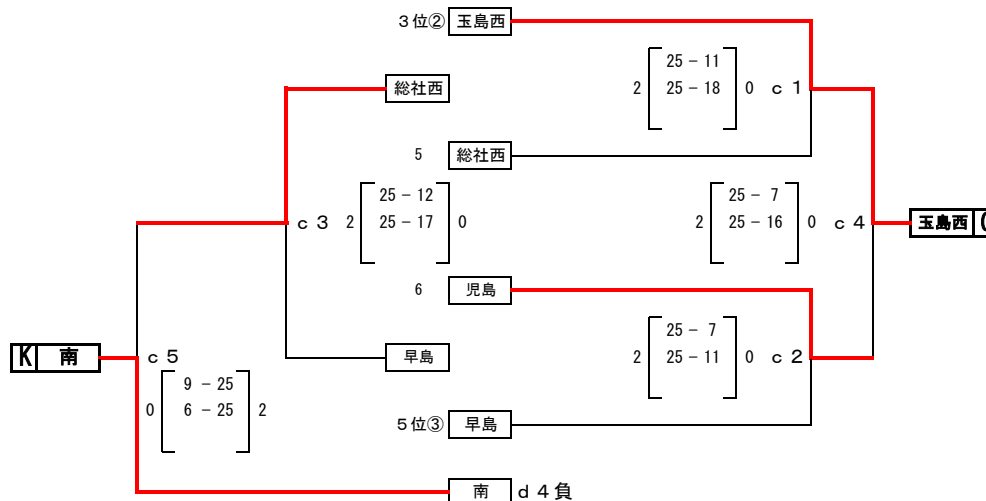 3位② 玉島西
25 - 11
総社西 2 25 - 18 0 c1
5 総社西
25 - 12 25 - 7
c3 2 25 - 17 0 2 25 - 16 0 c4 玉島西
6 児島
25 - 7
K 南 c5 早島 2 25 - 11 0 c2
9 - 25
0 6 - 25 2 5位③ 早島
南 d4負